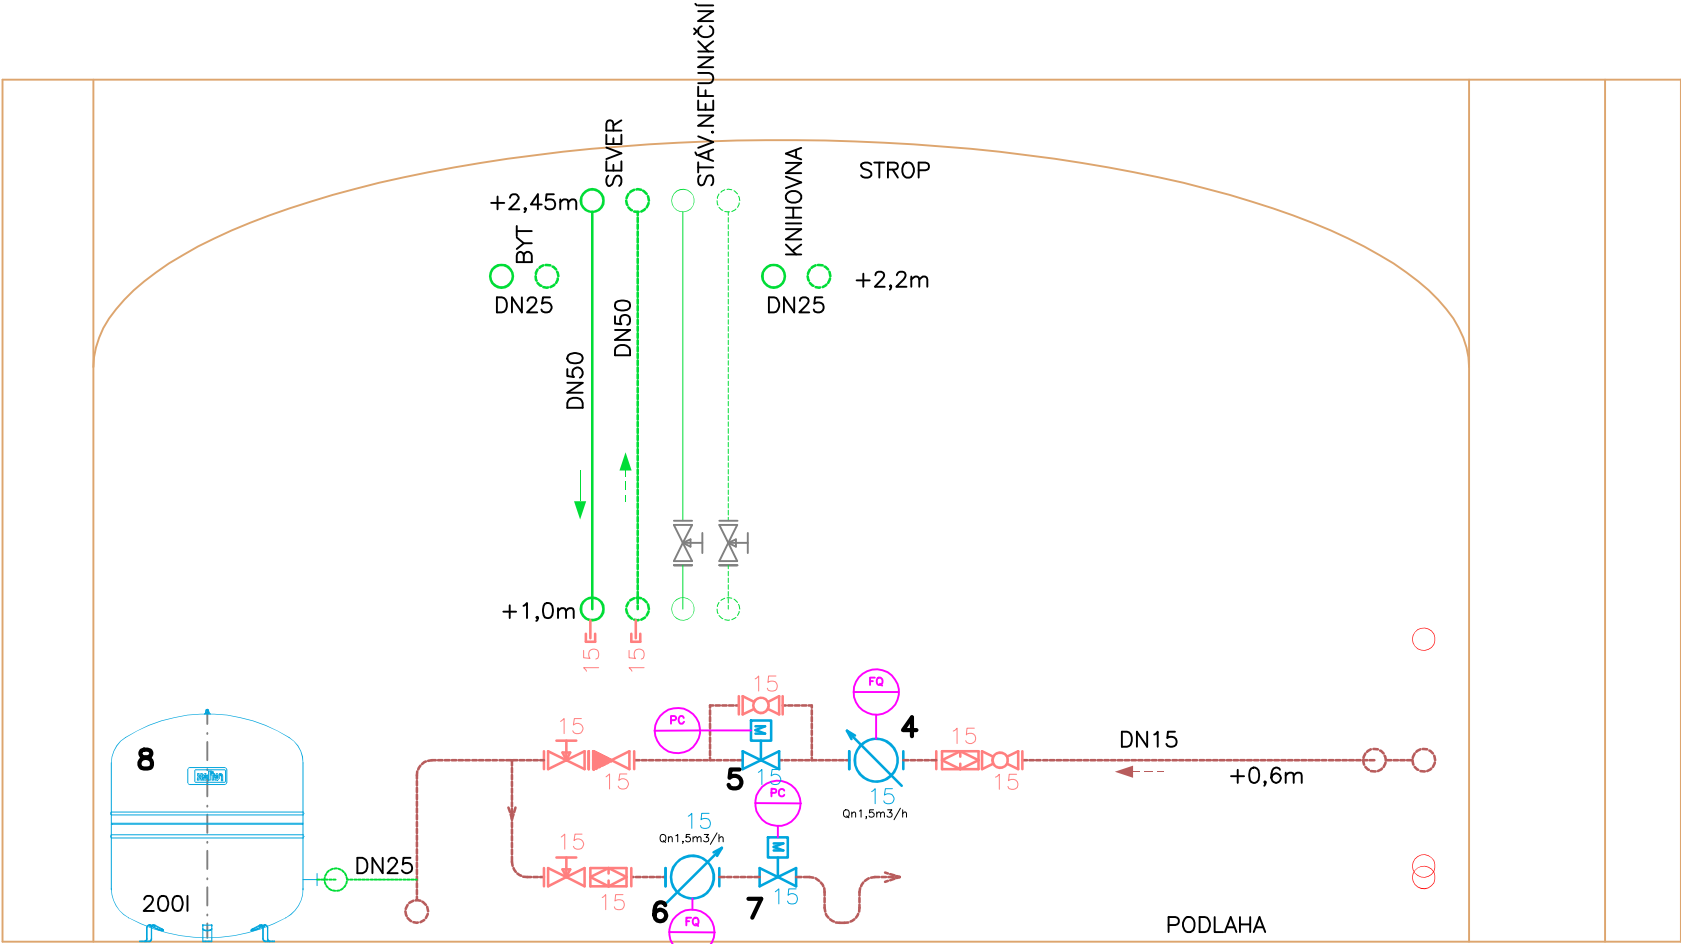 STÁV.NEFUNKČNÍ
SEVER
KNIHOVNA
STROP
+2,45m
BYT
+2,2m
DN25
DN25
DN50
DN50
+1,0m
15
15
15
FQ
PC
4
15
M
15
DN15
8
5
15
15
15
+0,6m
PC
15
Qn1,5m3/h
15
Qn1,5m3/h
15
M
DN25
15
6
7
15
200l
FQ
PODLAHA